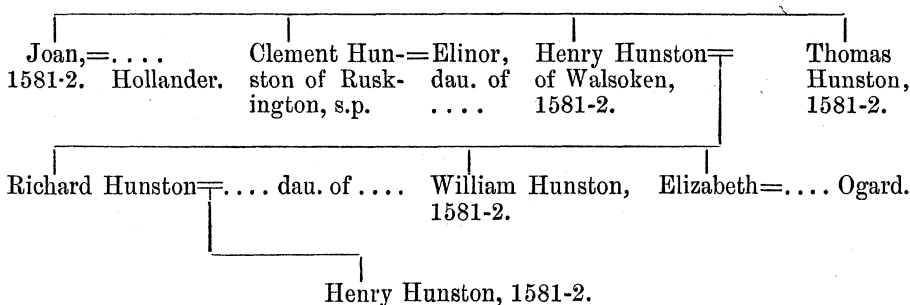 Joan,=.... Clement Hun-=Elinor, Henry Hunston= Thomas
1581-2. Hollander. ston of Rusk- dau. of of Walsoken, Hunston,
ington, s.p. .... 1581-2. 1581-2.
Richard Hunston=.... dau. of .... William Hunston, Elizabeth=.... Ogard.
1581-2.
Henry Hunston, 1581-2.